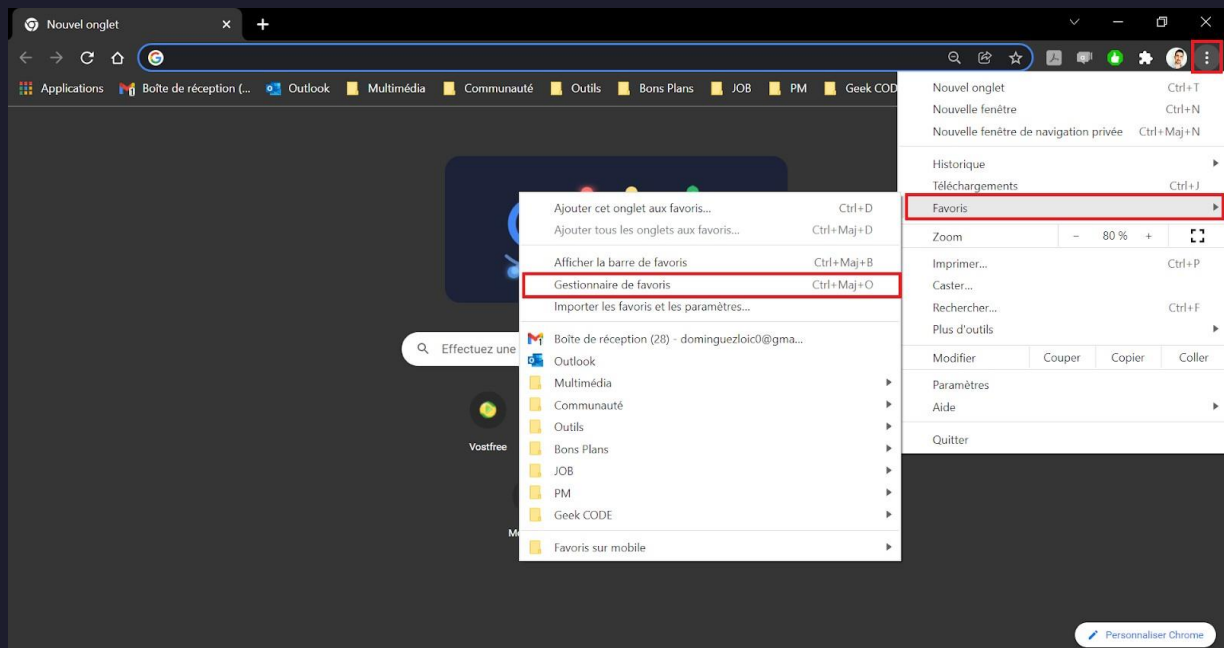 Nouvel onglet
Applications
Boîte de réception (...
Outlook
Multimédia
Communauté
Outils
Bons Plans
JOB
PM
Geek COD
Nouvel onglet Ctrl+T
Nouvelle fenêtre Ctrl+N
Nouvelle fenêtre de navigation privée Ctrl+Maj+N
Historique
Téléchargements Ctrl+J
Favoris
Zoom - 80 % +
Imprimer... Ctrl+P
Caster...
Rechercher... Ctrl+F
Plus d'outils
Modifier Couper Copier Coller
Paramètres
Aide
Quitter
Ajouter cet onglet aux favoris... Ctrl+D
Ajouter tous les onglets aux favoris... Ctrl+Maj+D
Afficher la barre de favoris Ctrl+Maj+B
Gestionnaire de favoris Ctrl+Maj+O
Importer les favoris et les paramètres...
Boîte de réception (28) - dominguezloic0@gma...
Outlook
Multimédia
Communauté
Outils
Bons Plans
JOB
PM
Geek CODE
Favoris sur mobile
Effectuez une
Vostfree
Personnaliser Chrome